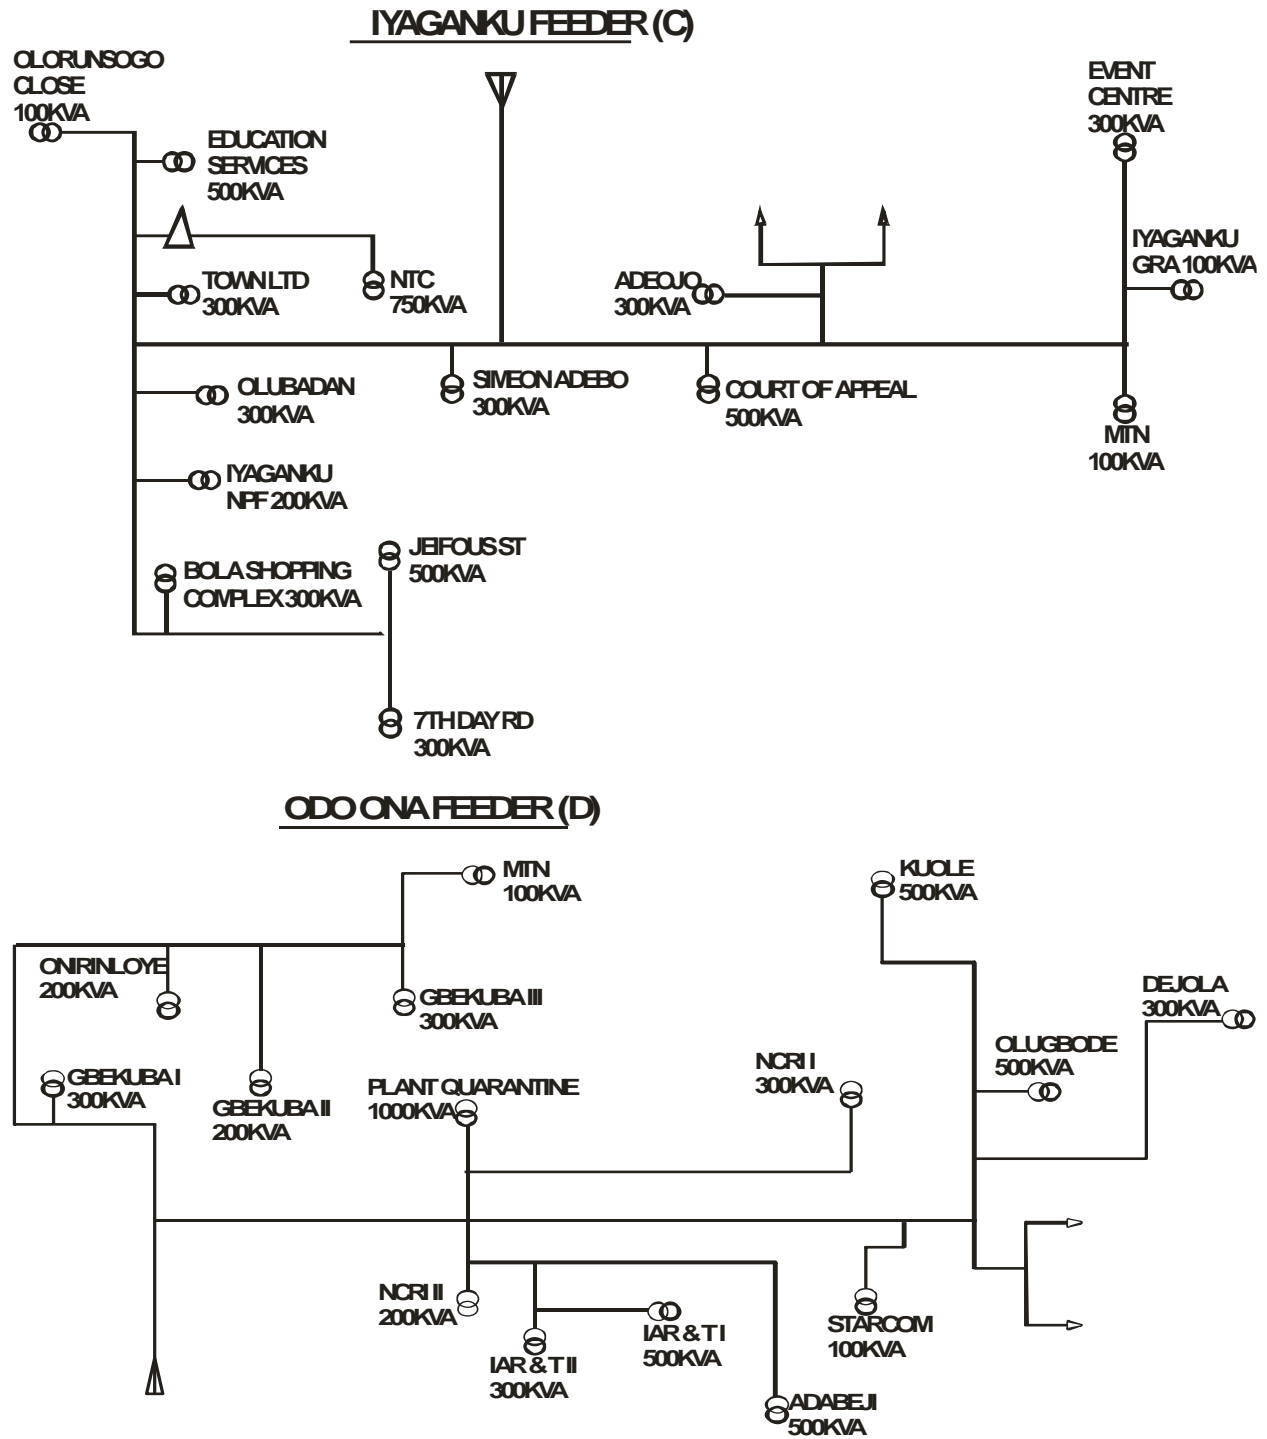 IYAGANKU FEEDER (C)
OLORUNSOGO
CLOSE
100KVA
EDUCATION
SERVICES
500KVA
EVENT
CENTRE
300KVA
IYAGANKU
GRA 100KVA
TOWN LTD
300KVA
NTC
750KVA
ADEOJO
300KVA
OLUBADAN
300KVA
SIMEON ADEBO
300KVA
COURT OF APPEAL
500KVA
MTN
100KVA
IYAGANKU
NPF 200KVA
JEIFOUS ST
500KVA
BOLA SHOPPING
COMPLEX 300KVA
7TH DAY RD
300KVA
ODO ONA FEEDER (D)
MTN
100KVA
KUOLE
500KVA
ONIRINLOYE
200KVA
GBEKUBA III
300KVA
DEJOLA
300KVA
OLUGBODE
500KVA
GBEKUBA I
300KVA
GBEKUBA II
200KVA
PLANT QUARANTINE
1000KVA
NCRI I
300KVA
NCRI II
200KVA
IAR & T I
500KVA
IAR & T II
300KVA
STARCOM
100KVA
ADABEJI
500KVA